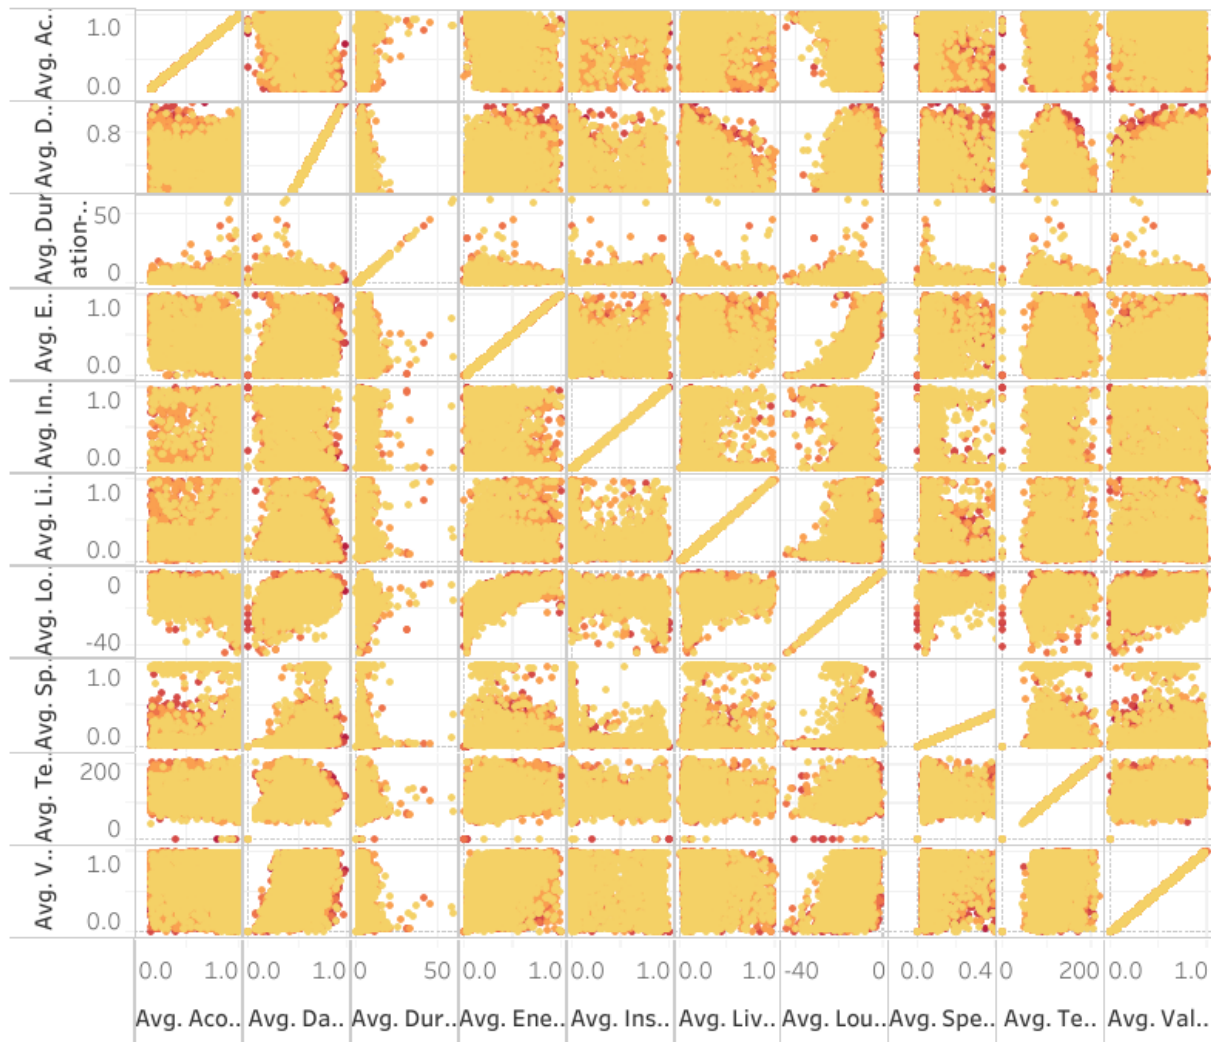 Avg. Ac..
1.0
0.0
Avg. D..
0.8
Avg. Dur
ation-..
50
0
Avg. E..
1.0
0.0
Avg. In..
1.0
0.0
Avg. Li..
1.0
0.0
Avg. Lo..
0
-40
Avg. Sp..
1.0
0.0
Avg. Te..
200
0
Avg. V..
1.0
0.0
0.0 1.0 0.0 1.0 0 50 0.0 1.0 0.0 1.0 0.0 1.0 -40 0 0.0 0.4 0 200 0.0 1.0
Avg. Aco.. Avg. Da.. Avg. Dur.. Avg. Ene.. Avg. Ins.. Avg. Liv.. Avg. Lou.. Avg. Spe.. Avg. Te.. Avg. Val..